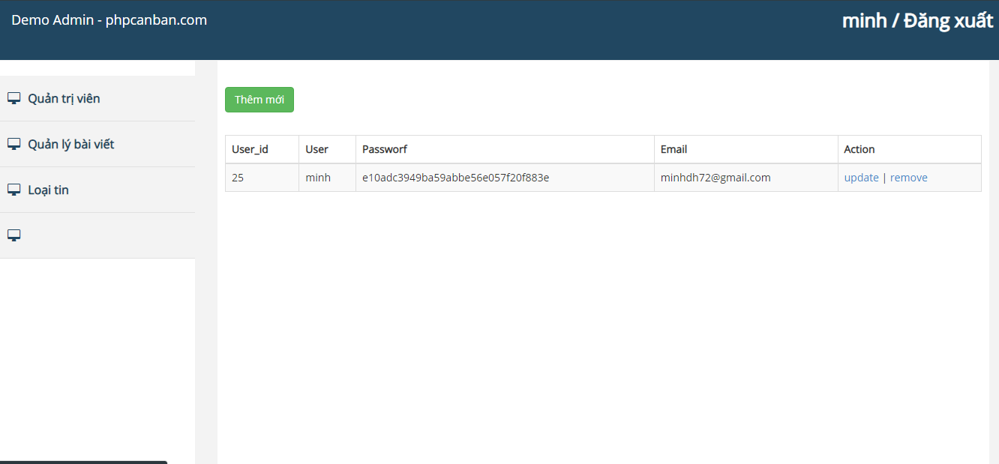 Demo Admin - phpcanban.com
minh / Đăng xuất
Quản trị viên
Quản lý bài viết
Loại tin
Thêm mới
User_id User Passworf Email Action
25 minh e10adc3949ba59abbe56e057f20f883e minhdh72@gmail.com update | remove